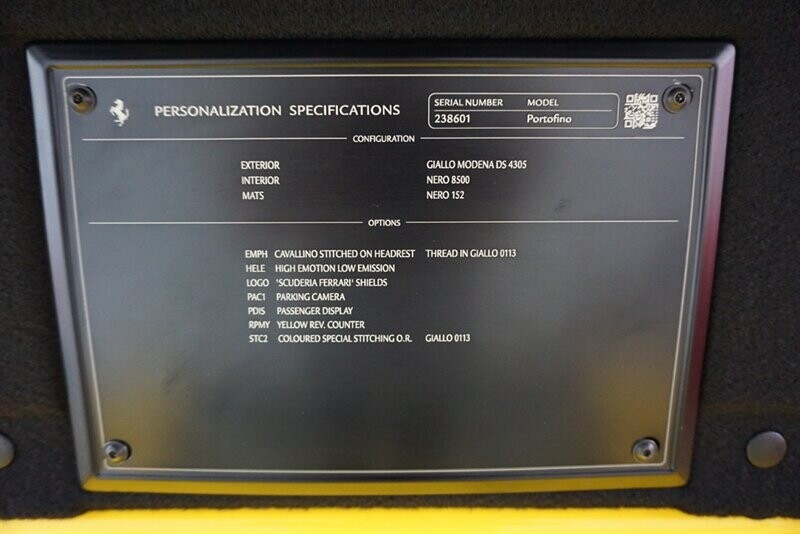 PERSONALIZATION SPECIFICATIONS
SERIAL NUMBER MODEL
238601 Portofino
CONFIGURATION
EXTERIOR GIALLO MODENA DS 4305
INTERIOR NERO 8500
MATS NERO 152
OPTIONS
EMPH CAVALLINO STITCHED ON HEADREST THREAD IN GIALLO 0113
HELE HIGH EMOTION LOW EMISSION
LOGO 'SCUDERIA FERRARI' SHIELDS
PAC1 PARKING CAMERA
PDIS PASSENGER DISPLAY
RPMY YELLOW REV. COUNTER
STC2 COLOURED SPECIAL STITCHING O.R. GIALLO 0113